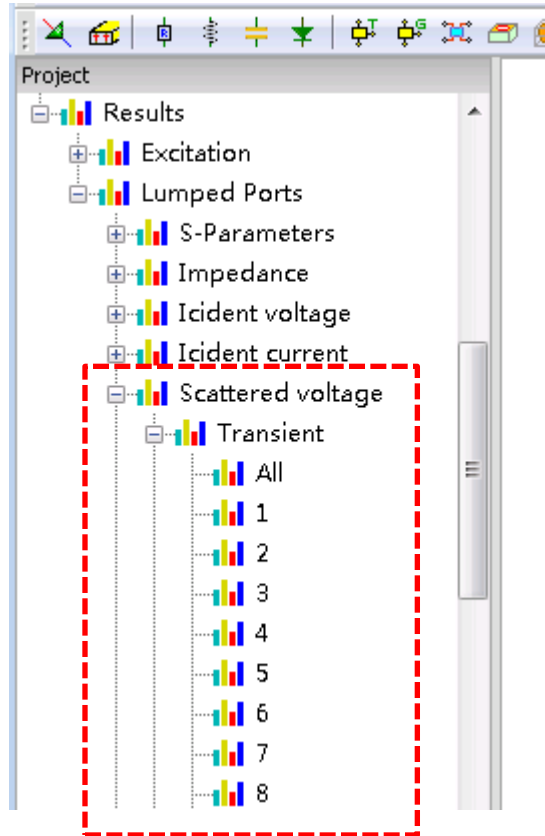 R T G
Project
Results
Excitation
Lumped Ports
S-Parameters
Impedance
Icident voltage
Icident current
Scattered voltage
Transient
All
1
2
3
4
5
6
7
8